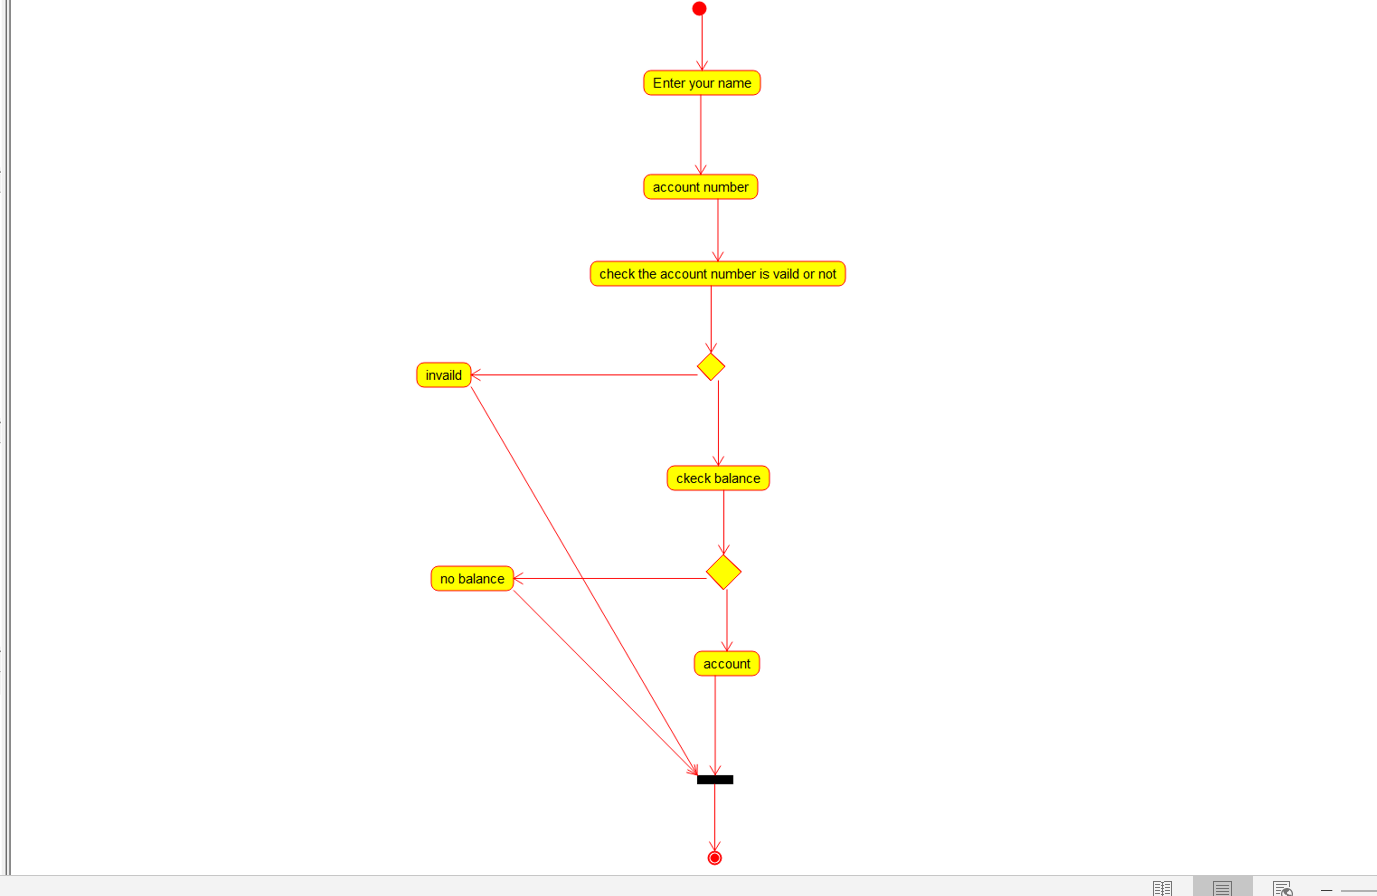 Enter your name
account number
check the account number is vaild or not
invaild
ckeck balance
no balance
account